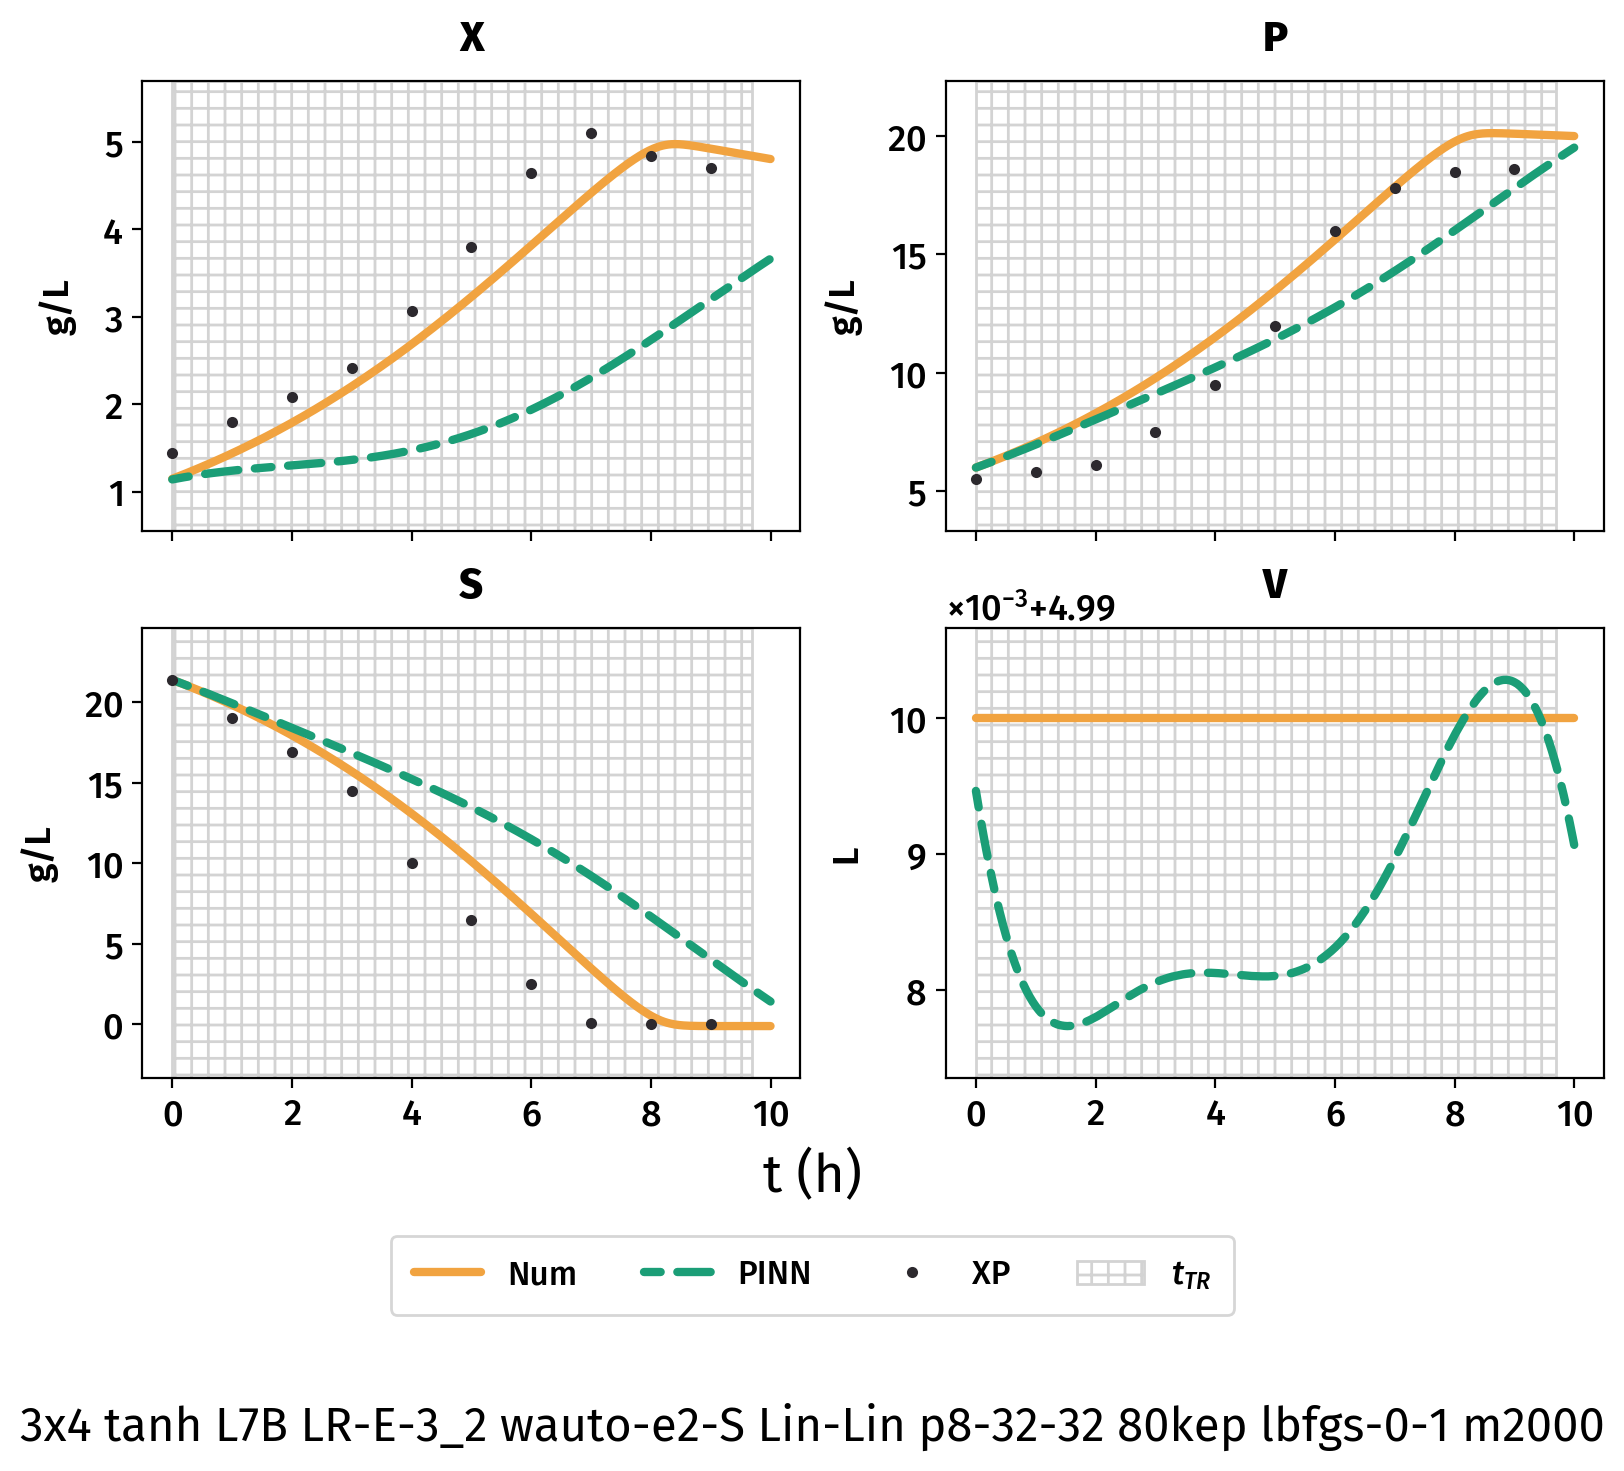 X
P
5
4
3
2
1
g/L
20
15
10
5
g/L
S
V
×10⁻³+4.99
20
15
10
5
0
g/L
10
9
8
L
0 2 4 6 8 10
0 2 4 6 8 10
t (h)
Num PINN XP t_TR
3x4 tanh L7B LR-E-3_2 wauto-e2-S Lin-Lin p8-32-32 80kep lbfgs-0-1 m2000